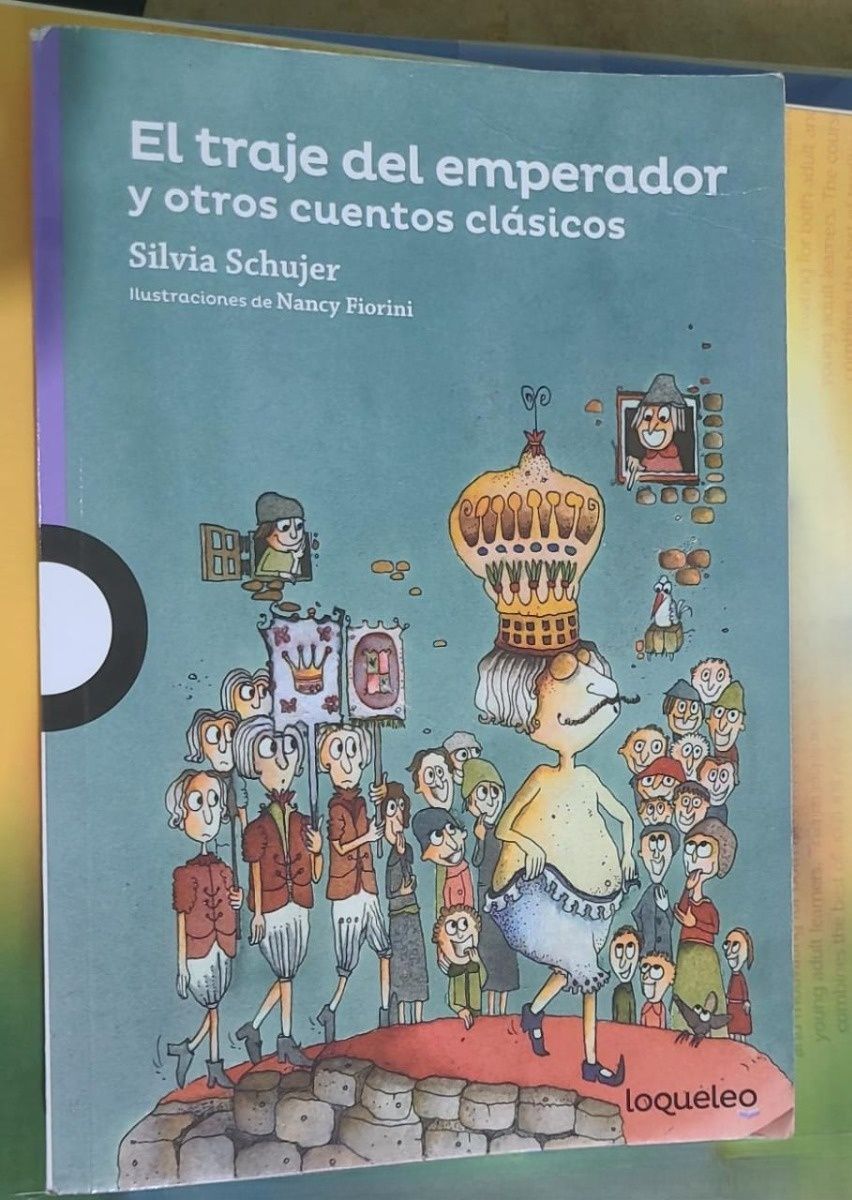 El traje del emperador
y otros cuentos clásicos
Silvia Schujer
Ilustraciones de Nancy Fiorini
loqueleo